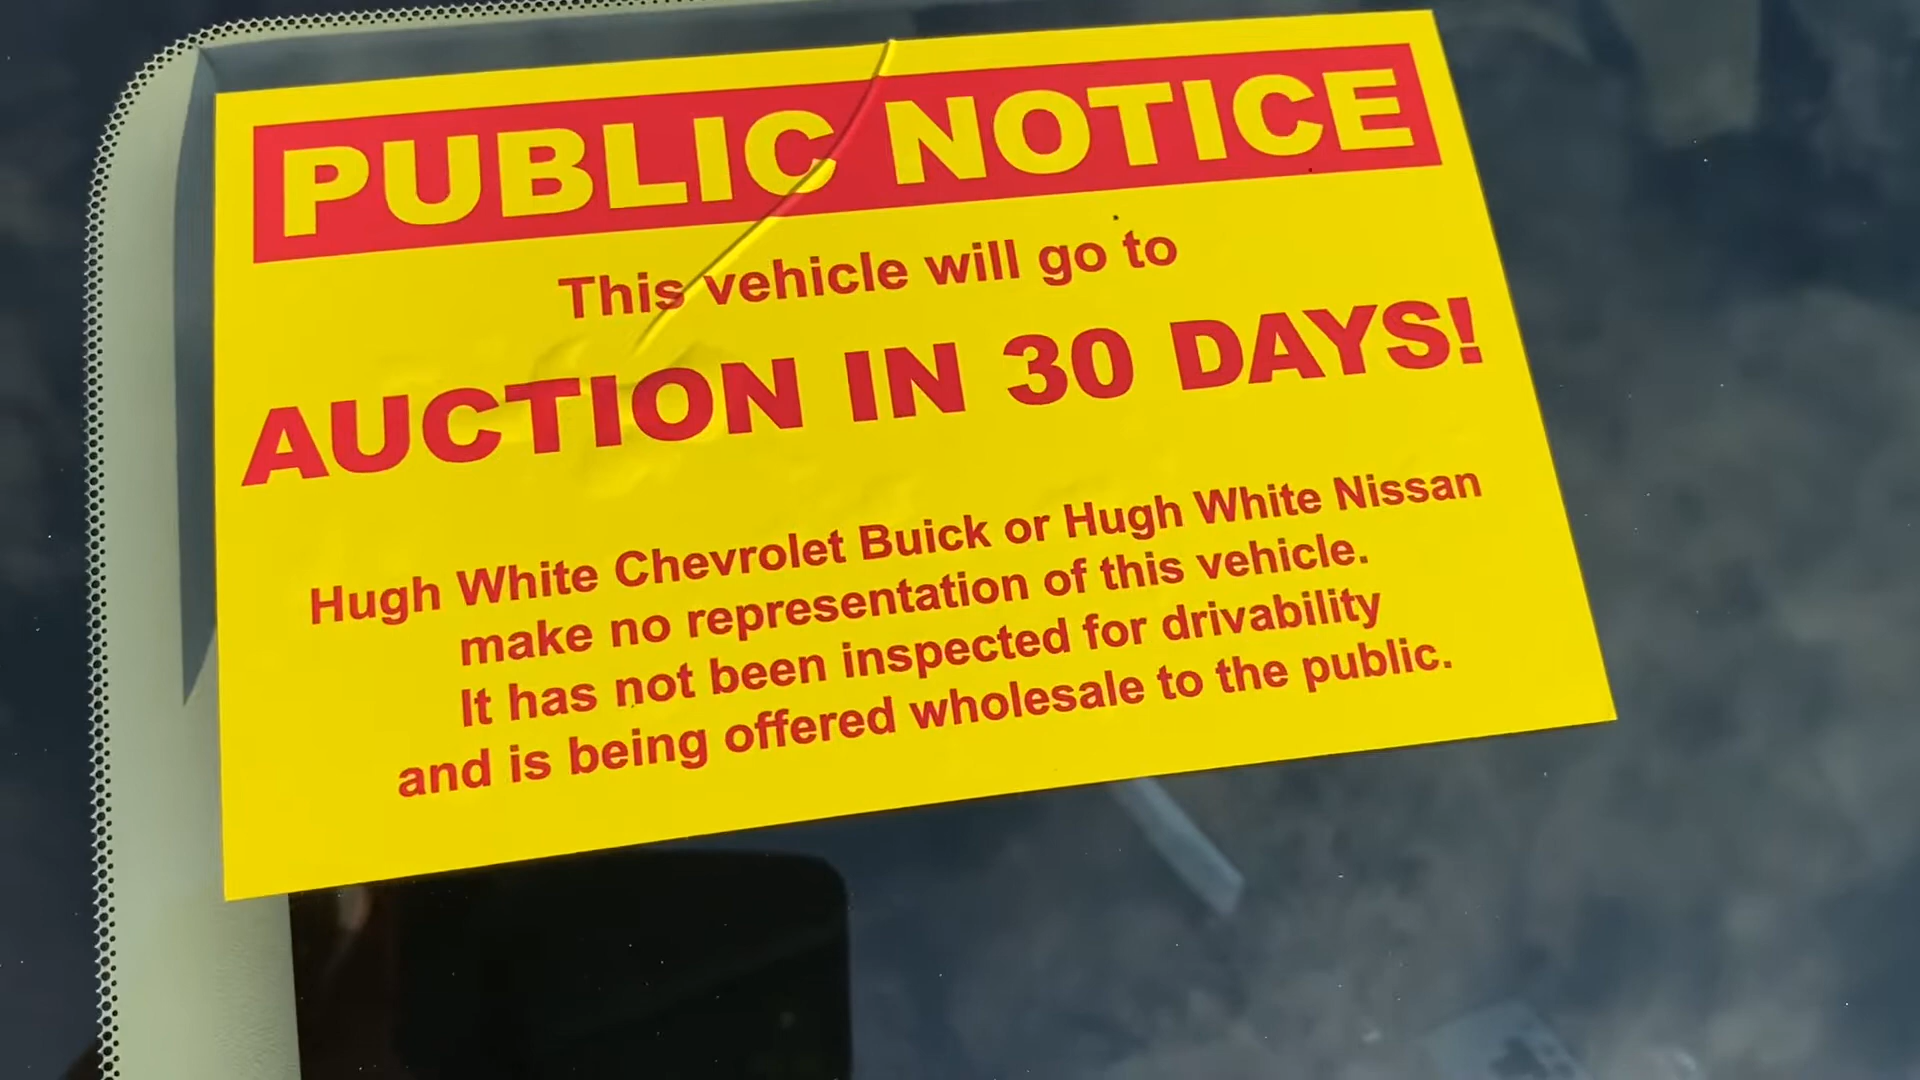 PUBLIC NOTICE
This vehicle will go to
AUCTION IN 30 DAYS!
Hugh White Chevrolet Buick or Hugh White Nissan
make no representation of this vehicle.
It has not been inspected for drivability
and is being offered wholesale to the public.